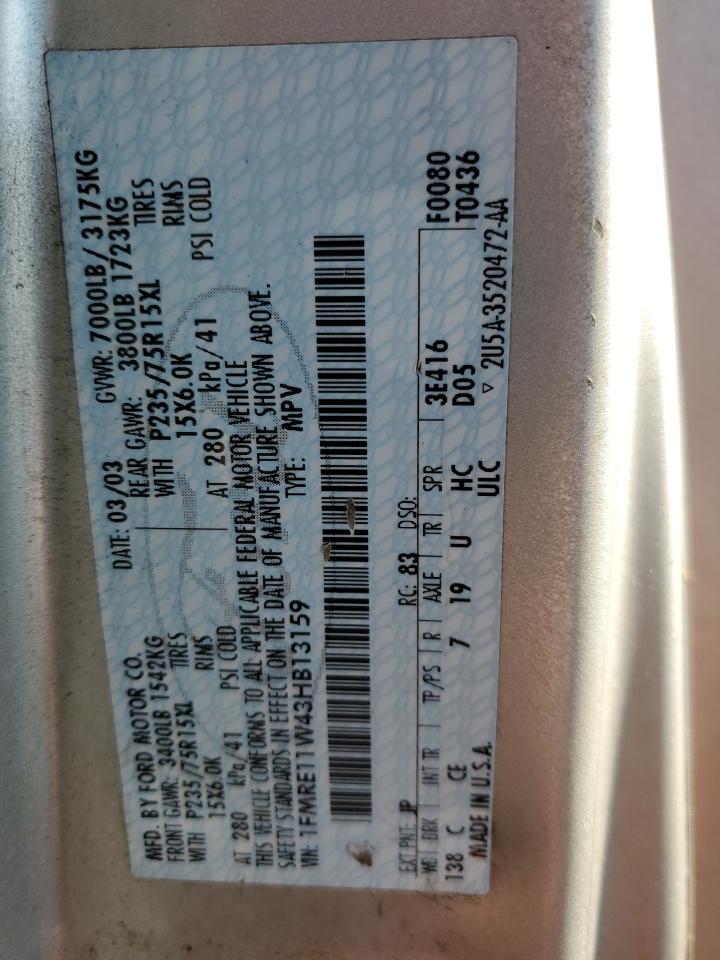 MFD. BY FORD MOTOR CO. DATE: 03/03 GVWR: 7000LB / 3175KG
FRONT GAWR: 3400LB 1542KG REAR GAWR: 3800LB 1723KG
WITH P235/75R15XL TIRES WITH P235/75R15XL TIRES
15X6.0K RIMS 15X6.0K RIMS
AT 280 kPa/41 PSI COLD AT 280 kPa/41 PSI COLD
THIS VEHICLE CONFORMS TO ALL APPLICABLE FEDERAL MOTOR VEHICLE
SAFETY STANDARDS IN EFFECT ON THE DATE OF MANUFACTURE SHOWN ABOVE.
VIN: 1FMRE11W43HB13159 TYPE: MPV
EXT PNT: JP RC: 83 DSO: F0080
WB BRK INT TR TP/PS R AXLE TR SPR 3E416 T0436
138 C CE 7 19 U HC D05
MADE IN U.S.A. ULC ▽ 2U5A-3520472-AA